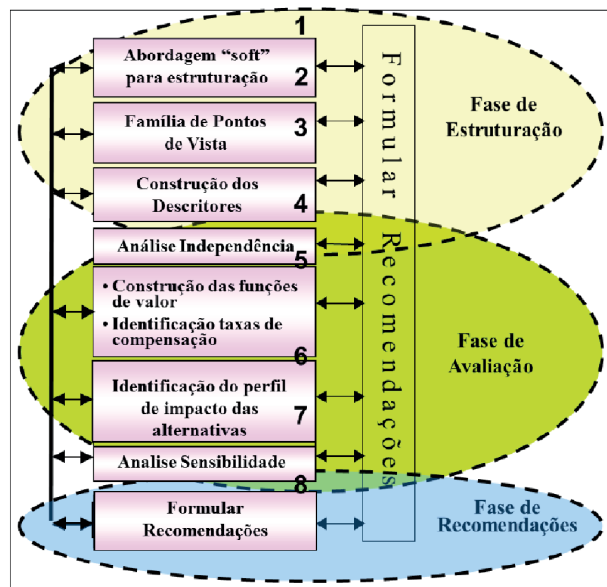 1
Abordagem “soft”
para estruturação
2
3
Família de Pontos
de Vista
Construção dos
Descritores
4
Análise Independência
5
• Construção das funções
de valor
• Identificação taxas de
compensação
6
Identificação do perfil
de impacto das
alternativas
7
Analise Sensibilidade
8
Formular
Recomendações
Formular Recomendações
Fase de
Estruturação
Fase de
Avaliação
Fase de
Recomendações